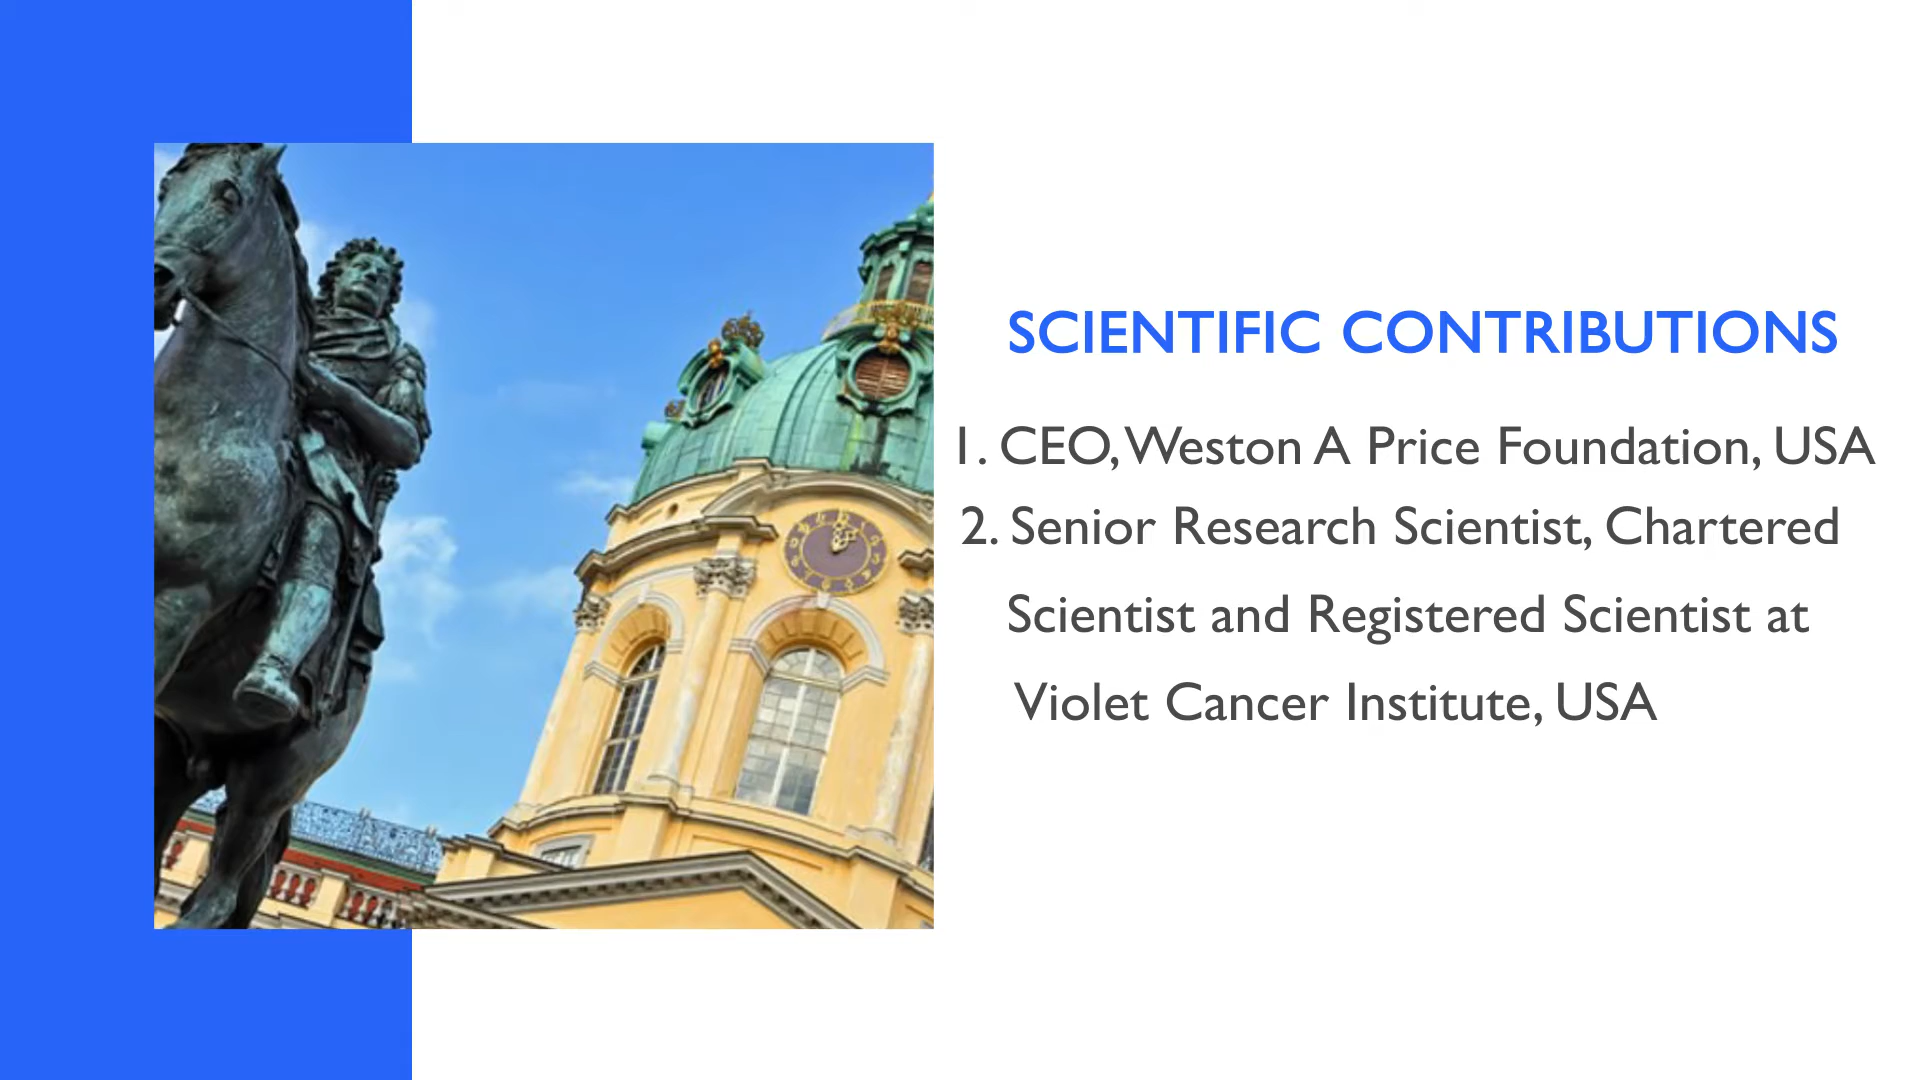 SCIENTIFIC CONTRIBUTIONS
1. CEO, Weston A Price Foundation, USA
2. Senior Research Scientist, Chartered
Scientist and Registered Scientist at
Violet Cancer Institute, USA